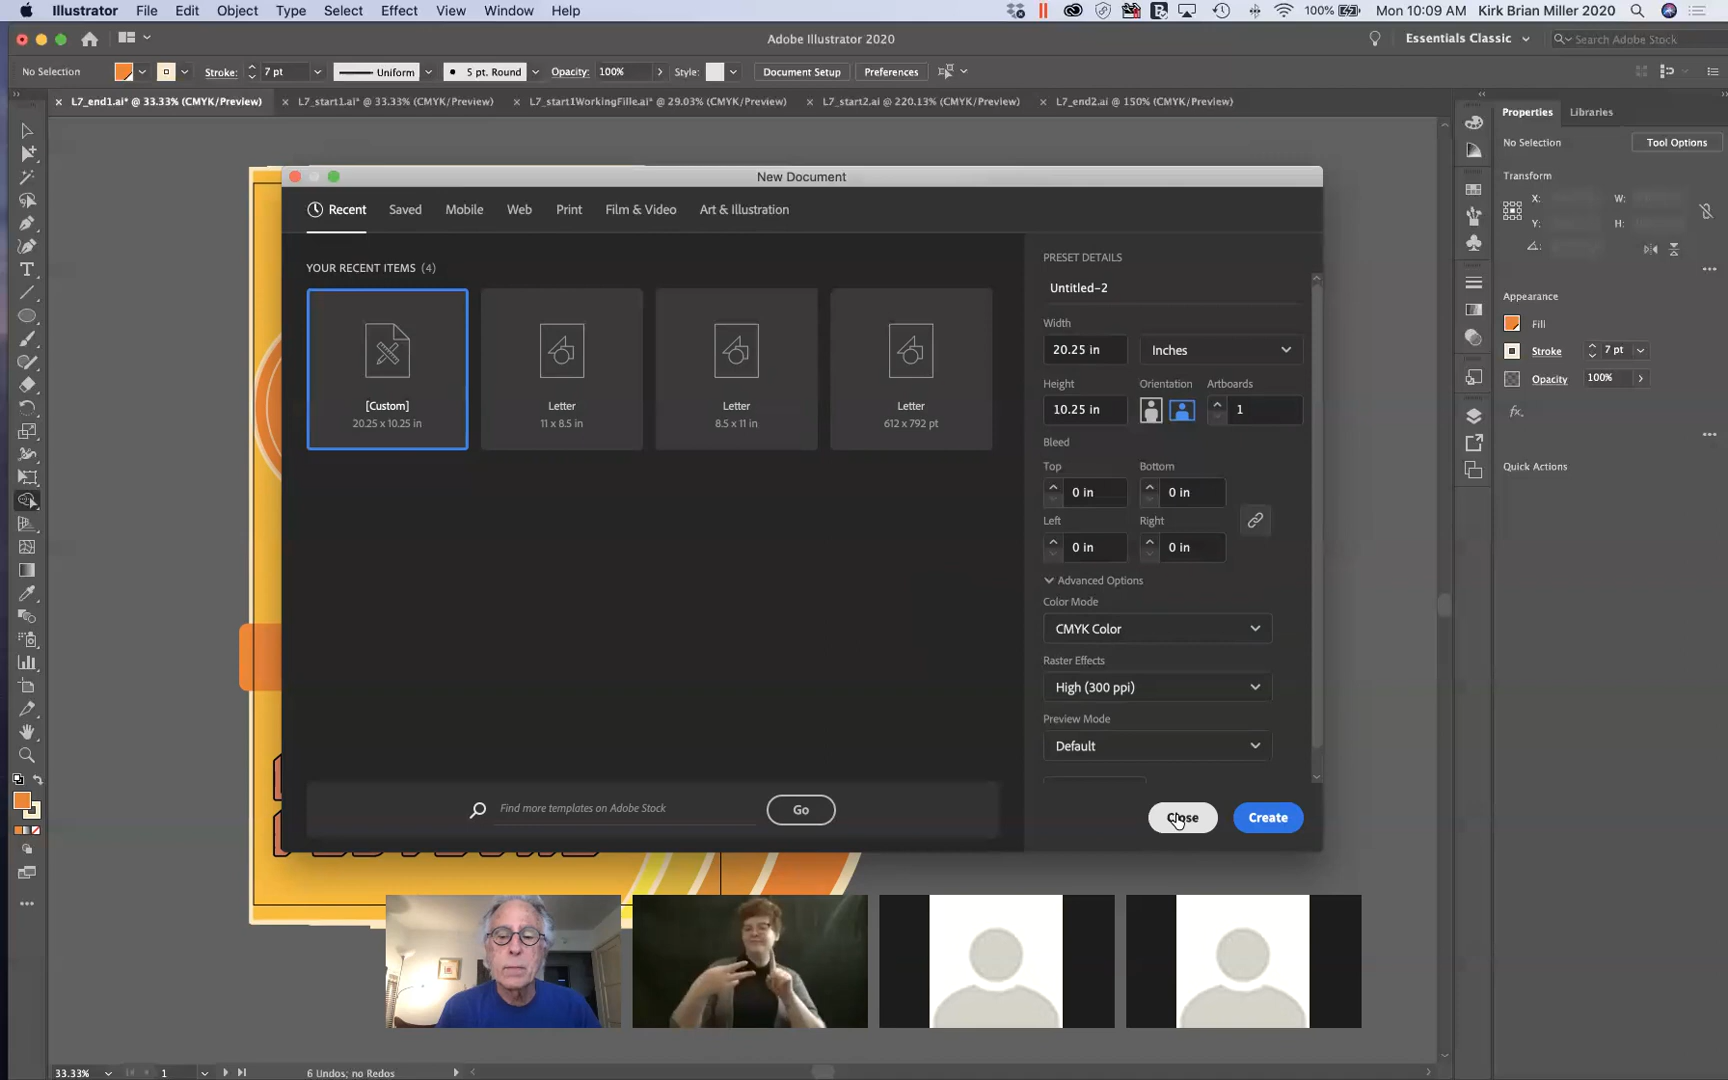 Illustrator File Edit Object Type Select Effect View Window Help
100% Mon 10:09 AM Kirk Brian Miller 2020
Adobe Illustrator 2020
Essentials Classic
Search Adobe Stock
No Selection
Stroke: 7 pt
Uniform
5 pt. Round
Opacity: 100%
Style:
Document Setup
Preferences
L7_end1.ai* @ 33.33% (CMYK/Preview)
L7_start1.ai* @ 33.33% (CMYK/Preview)
L7_start1WorkingFille.ai* @ 29.03% (CMYK/Preview)
L7_start2.ai @ 220.13% (CMYK/Preview)
L7_end2.ai @ 150% (CMYK/Preview)
Properties Libraries
No Selection
Tool Options
Transform
X: W:
Y: H:
Appearance
Fill
Stroke 7 pt
Opacity 100%
fx.
Quick Actions
New Document
Recent Saved Mobile Web Print Film & Video Art & Illustration
YOUR RECENT ITEMS (4)
[Custom]
20.25 x 10.25 in
Letter
11 x 8.5 in
Letter
8.5 x 11 in
Letter
612 x 792 pt
Find more templates on Adobe Stock
Go
PRESET DETAILS
Untitled-2
Width
20.25 in Inches
Height Orientation Artboards
10.25 in 1
Bleed
Top Bottom
0 in 0 in
Left Right
0 in 0 in
Advanced Options
Color Mode
CMYK Color
Raster Effects
High (300 ppi)
Preview Mode
Default
Close Create
33.33% 1 6 Undos; no Redos